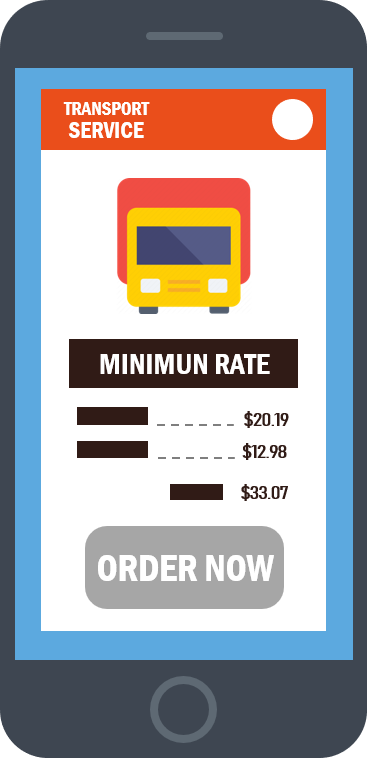 TRANSPORT
SERVICE
MINIMUN RATE
$20.19
$12.98
$33.07
ORDER NOW